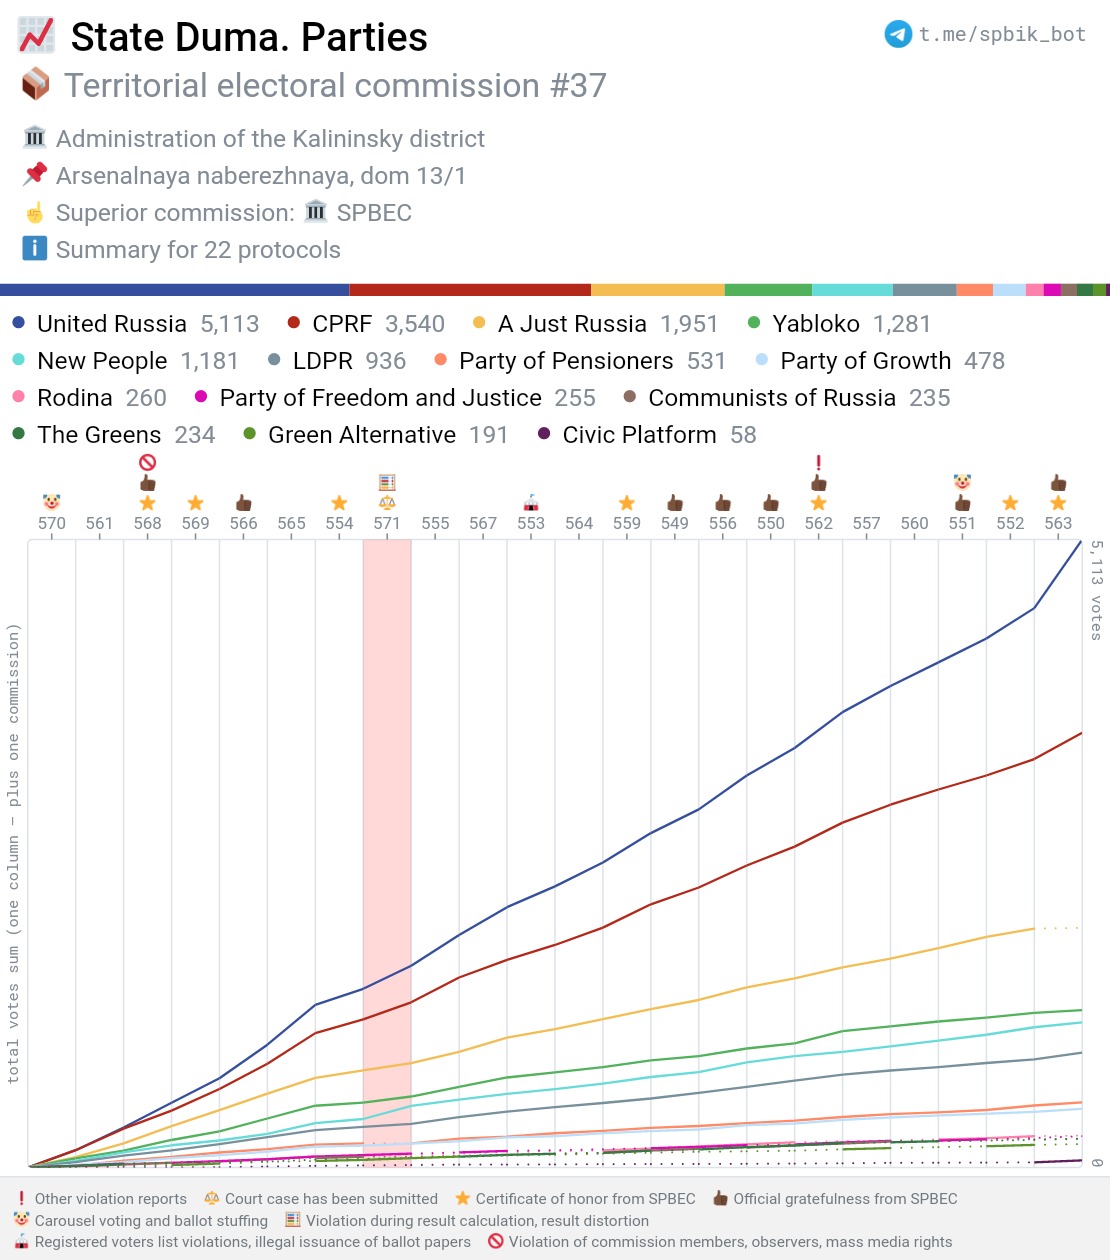 State Duma. Parties
t.me/spbik_bot
Territorial electoral commission #37
Administration of the Kalininsky district
Arsenalnaya naberezhnaya, dom 13/1
Superior commission: SPBEC
Summary for 22 protocols
United Russia 5,113 CPRF 3,540 A Just Russia 1,951 Yabloko 1,281
New People 1,181 LDPR 936 Party of Pensioners 531 Party of Growth 478
Rodina 260 Party of Freedom and Justice 255 Communists of Russia 235
The Greens 234 Green Alternative 191 Civic Platform 58
570 561 568 569 566 565 554 571 555 567 553 564 559 549 556 550 562 557 560 551 552 563
5,113 votes
total votes sum (one column – plus one commission)
0
Other violation reports Court case has been submitted Certificate of honor from SPBEC Official gratefulness from SPBEC
Carousel voting and ballot stuffing Violation during result calculation, result distortion
Registered voters list violations, illegal issuance of ballot papers Violation of commission members, observers, mass media rights